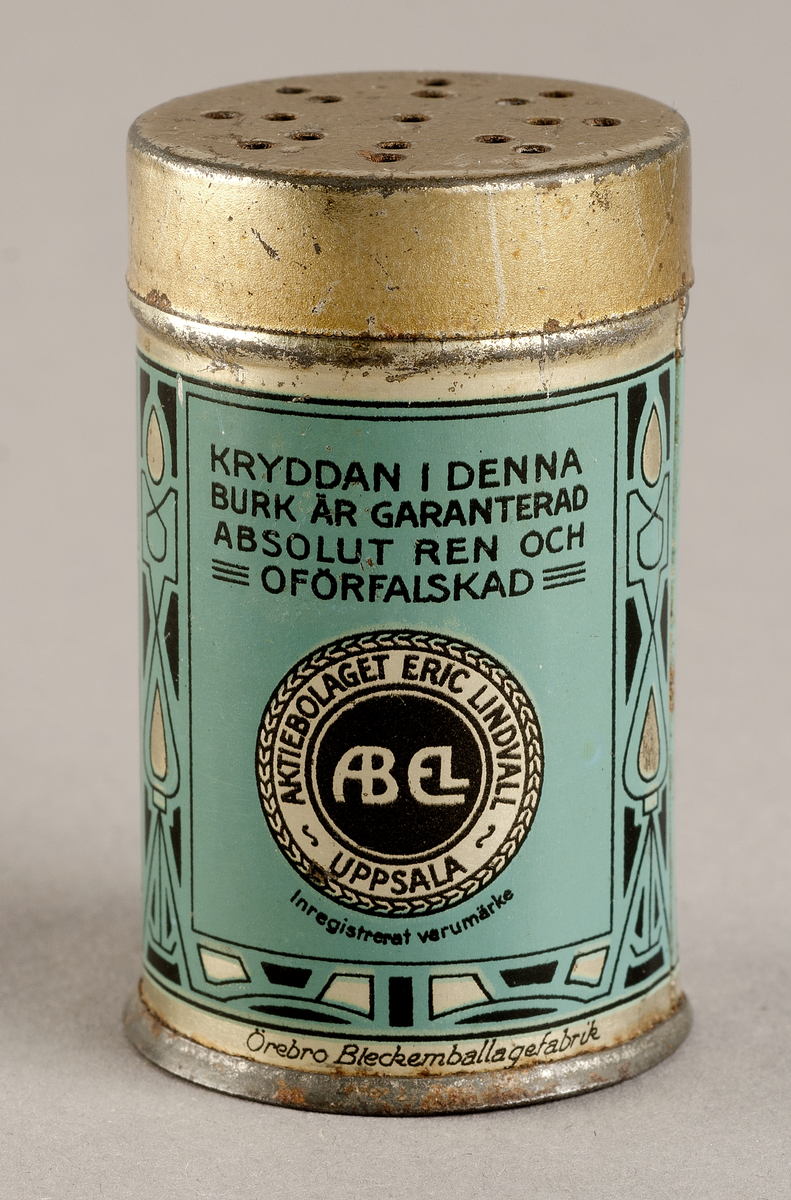 KRYDDAN I DENNA
BURK ÄR GARANTERAD
ABSOLUT REN OCH
OFÖRFALSKAD
AKTIEBOLAGET ERIC LINDVALL
ABEL
UPPSALA
Inregistrerat varumärke
Örebro Bleckemballagefabrik